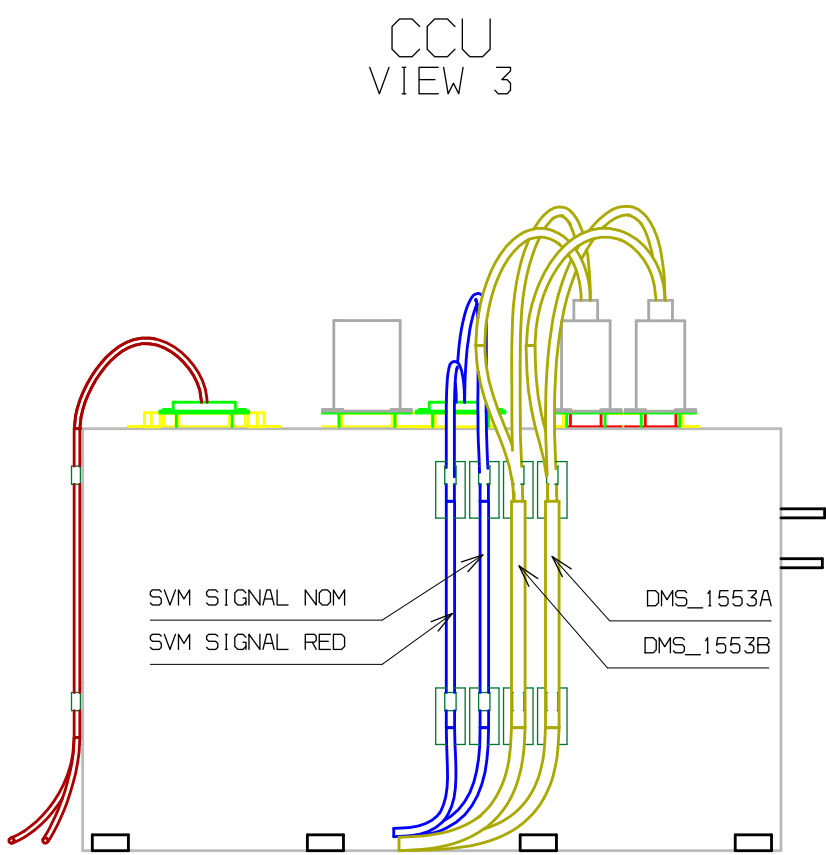 CCU
VIEW 3
SVM SIGNAL NOM
DMS_1553A
SVM SIGNAL RED
DMS_1553B